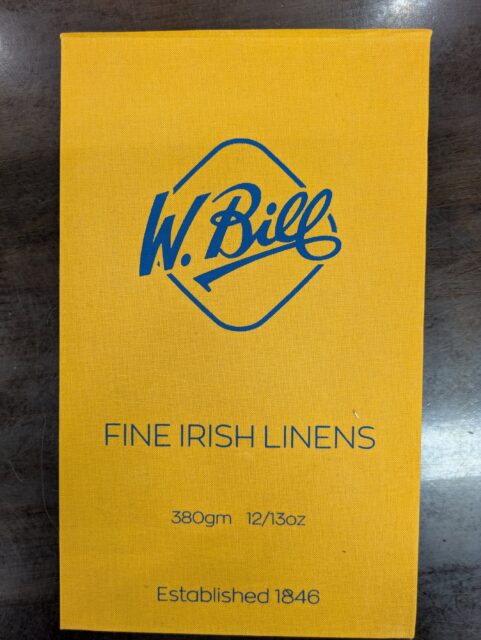 W. Bill
FINE IRISH LINENS
380gm 12/13oz
Established 1846